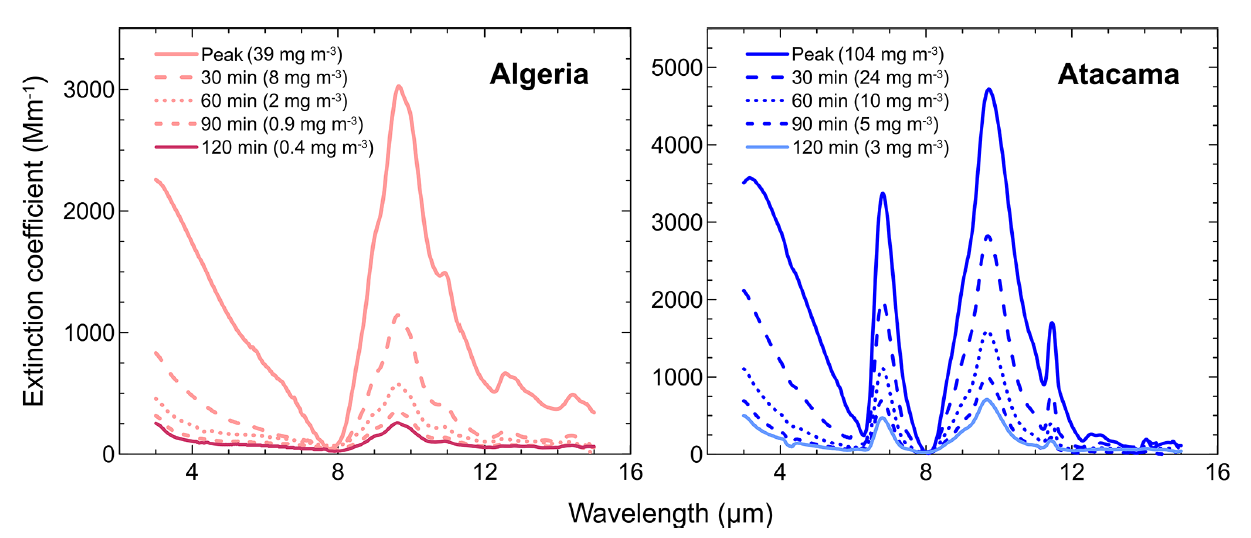 Extinction coefficient (Mm⁻¹)
Algeria
Peak (39 mg m⁻³)
30 min (8 mg m⁻³)
60 min (2 mg m⁻³)
90 min (0.9 mg m⁻³)
120 min (0.4 mg m⁻³)
3000
2000
1000
0
4
8
12
16
Atacama
Peak (104 mg m⁻³)
30 min (24 mg m⁻³)
60 min (10 mg m⁻³)
90 min (5 mg m⁻³)
120 min (3 mg m⁻³)
5000
4000
3000
2000
1000
0
4
8
12
16
Wavelength (µm)